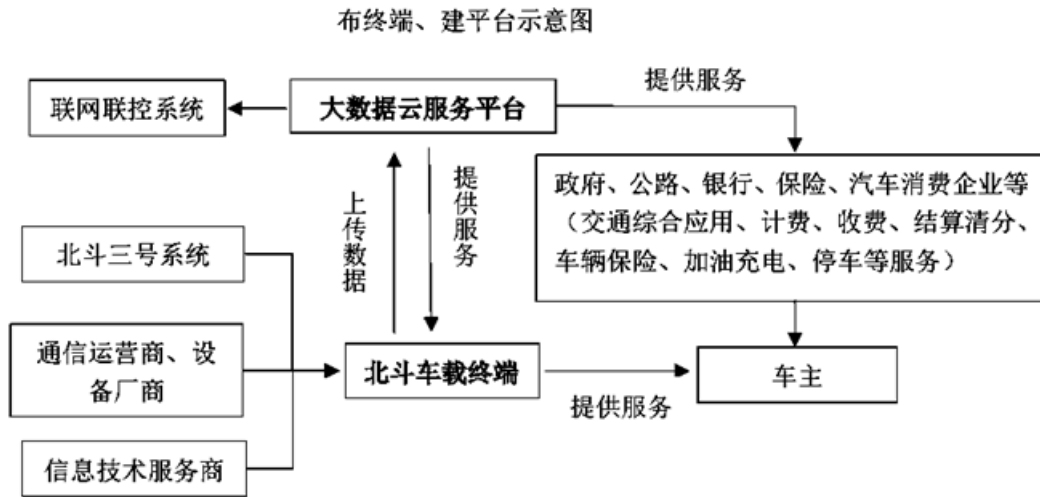 布终端、建平台示意图
联网联控系统
大数据云服务平台
提供服务
上传数据
提供服务
政府、公路、银行、保险、汽车消费企业等
（交通综合应用、计费、收费、结算清分、
车辆保险、加油充电、停车等服务）
北斗三号系统
通信运营商、设
备厂商
北斗车载终端
提供服务
车主
信息技术服务商